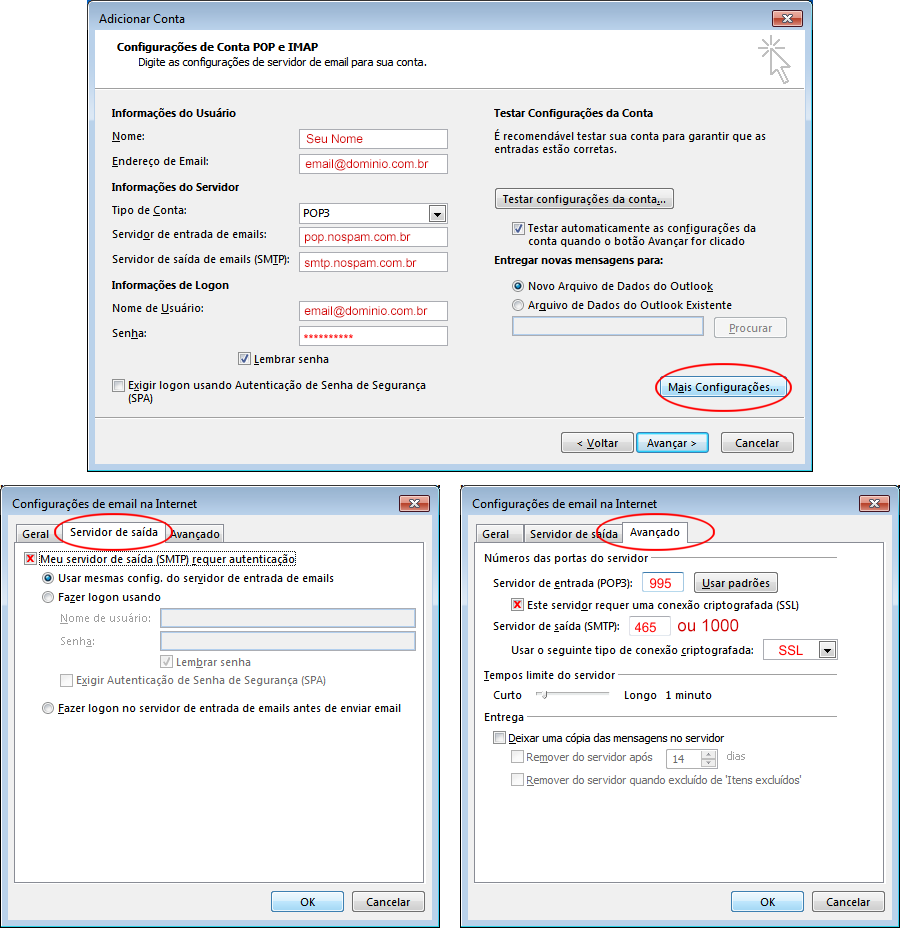 Adicionar Conta
Configurações de Conta POP e IMAP
Digite as configurações de servidor de email para sua conta.
Informações do Usuário
Nome:
Seu Nome
Endereço de Email:
email@dominio.com.br
Informações do Servidor
Tipo de Conta:
POP3
Servidor de entrada de emails:
pop.nospam.com.br
Servidor de saída de emails (SMTP):
smtp.nospam.com.br
Informações de Logon
Nome de Usuário:
email@dominio.com.br
Senha:
**********
Lembrar senha
Exigir logon usando Autenticação de Senha de Segurança
(SPA)
Testar Configurações da Conta
É recomendável testar sua conta para garantir que as
entradas estão corretas.
Testar configurações da conta...
Testar automaticamente as configurações da
conta quando o botão Avançar for clicado
Entregar novas mensagens para:
Novo Arquivo de Dados do Outlook
Arquivo de Dados do Outlook Existente
Procurar
Mais Configurações...
< Voltar
Avançar >
Cancelar
Configurações de email na Internet
Geral
Servidor de saída
Avançado
Meu servidor de saída (SMTP) requer autenticação
Usar mesmas config. do servidor de entrada de emails
Fazer logon usando
Nome de usuário:
Senha:
Lembrar senha
Exigir Autenticação de Senha de Segurança (SPA)
Fazer logon no servidor de entrada de emails antes de enviar email
OK
Cancelar
Configurações de email na Internet
Geral
Servidor de saída
Avançado
Números das portas do servidor
Servidor de entrada (POP3):
995
Usar padrões
Este servidor requer uma conexão criptografada (SSL)
Servidor de saída (SMTP):
465
ou 1000
Usar o seguinte tipo de conexão criptografada:
SSL
Tempos limite do servidor
Curto
Longo
1 minuto
Entrega
Deixar uma cópia das mensagens no servidor
Remover do servidor após
14
dias
Remover do servidor quando excluído de 'Itens excluídos'
OK
Cancelar